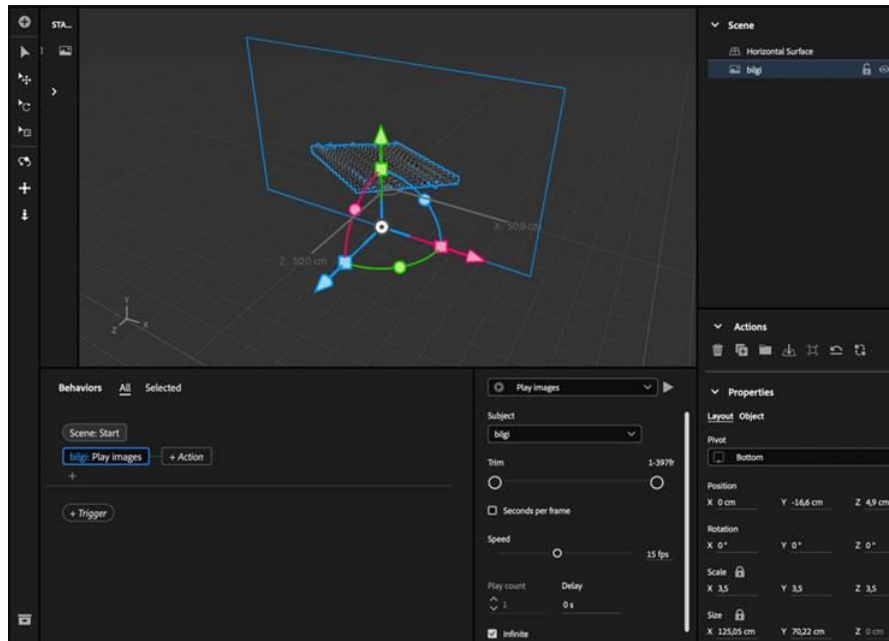 STA...
X: 50,0 cm
Z: 50,0 cm
Y
Z X
Scene
Horizontal Surface
bilgi
Actions
Properties
Layout Object
Pivot
Bottom
Position
X 0 cm Y -16,6 cm Z 4,9 cm
Rotation
X 0° Y 0° Z 0°
Scale
X 3,5 Y 3,5 Z 3,5
Size
X 125,05 cm Y 70,22 cm Z 0 cm
Behaviors All Selected
Scene: Start
bilgi: Play images + Action
+
+ Trigger
Play images
Subject
bilgi
Trim 1-397fr
Seconds per frame
Speed
15 fps
Play count Delay
1 0 s
Infinite